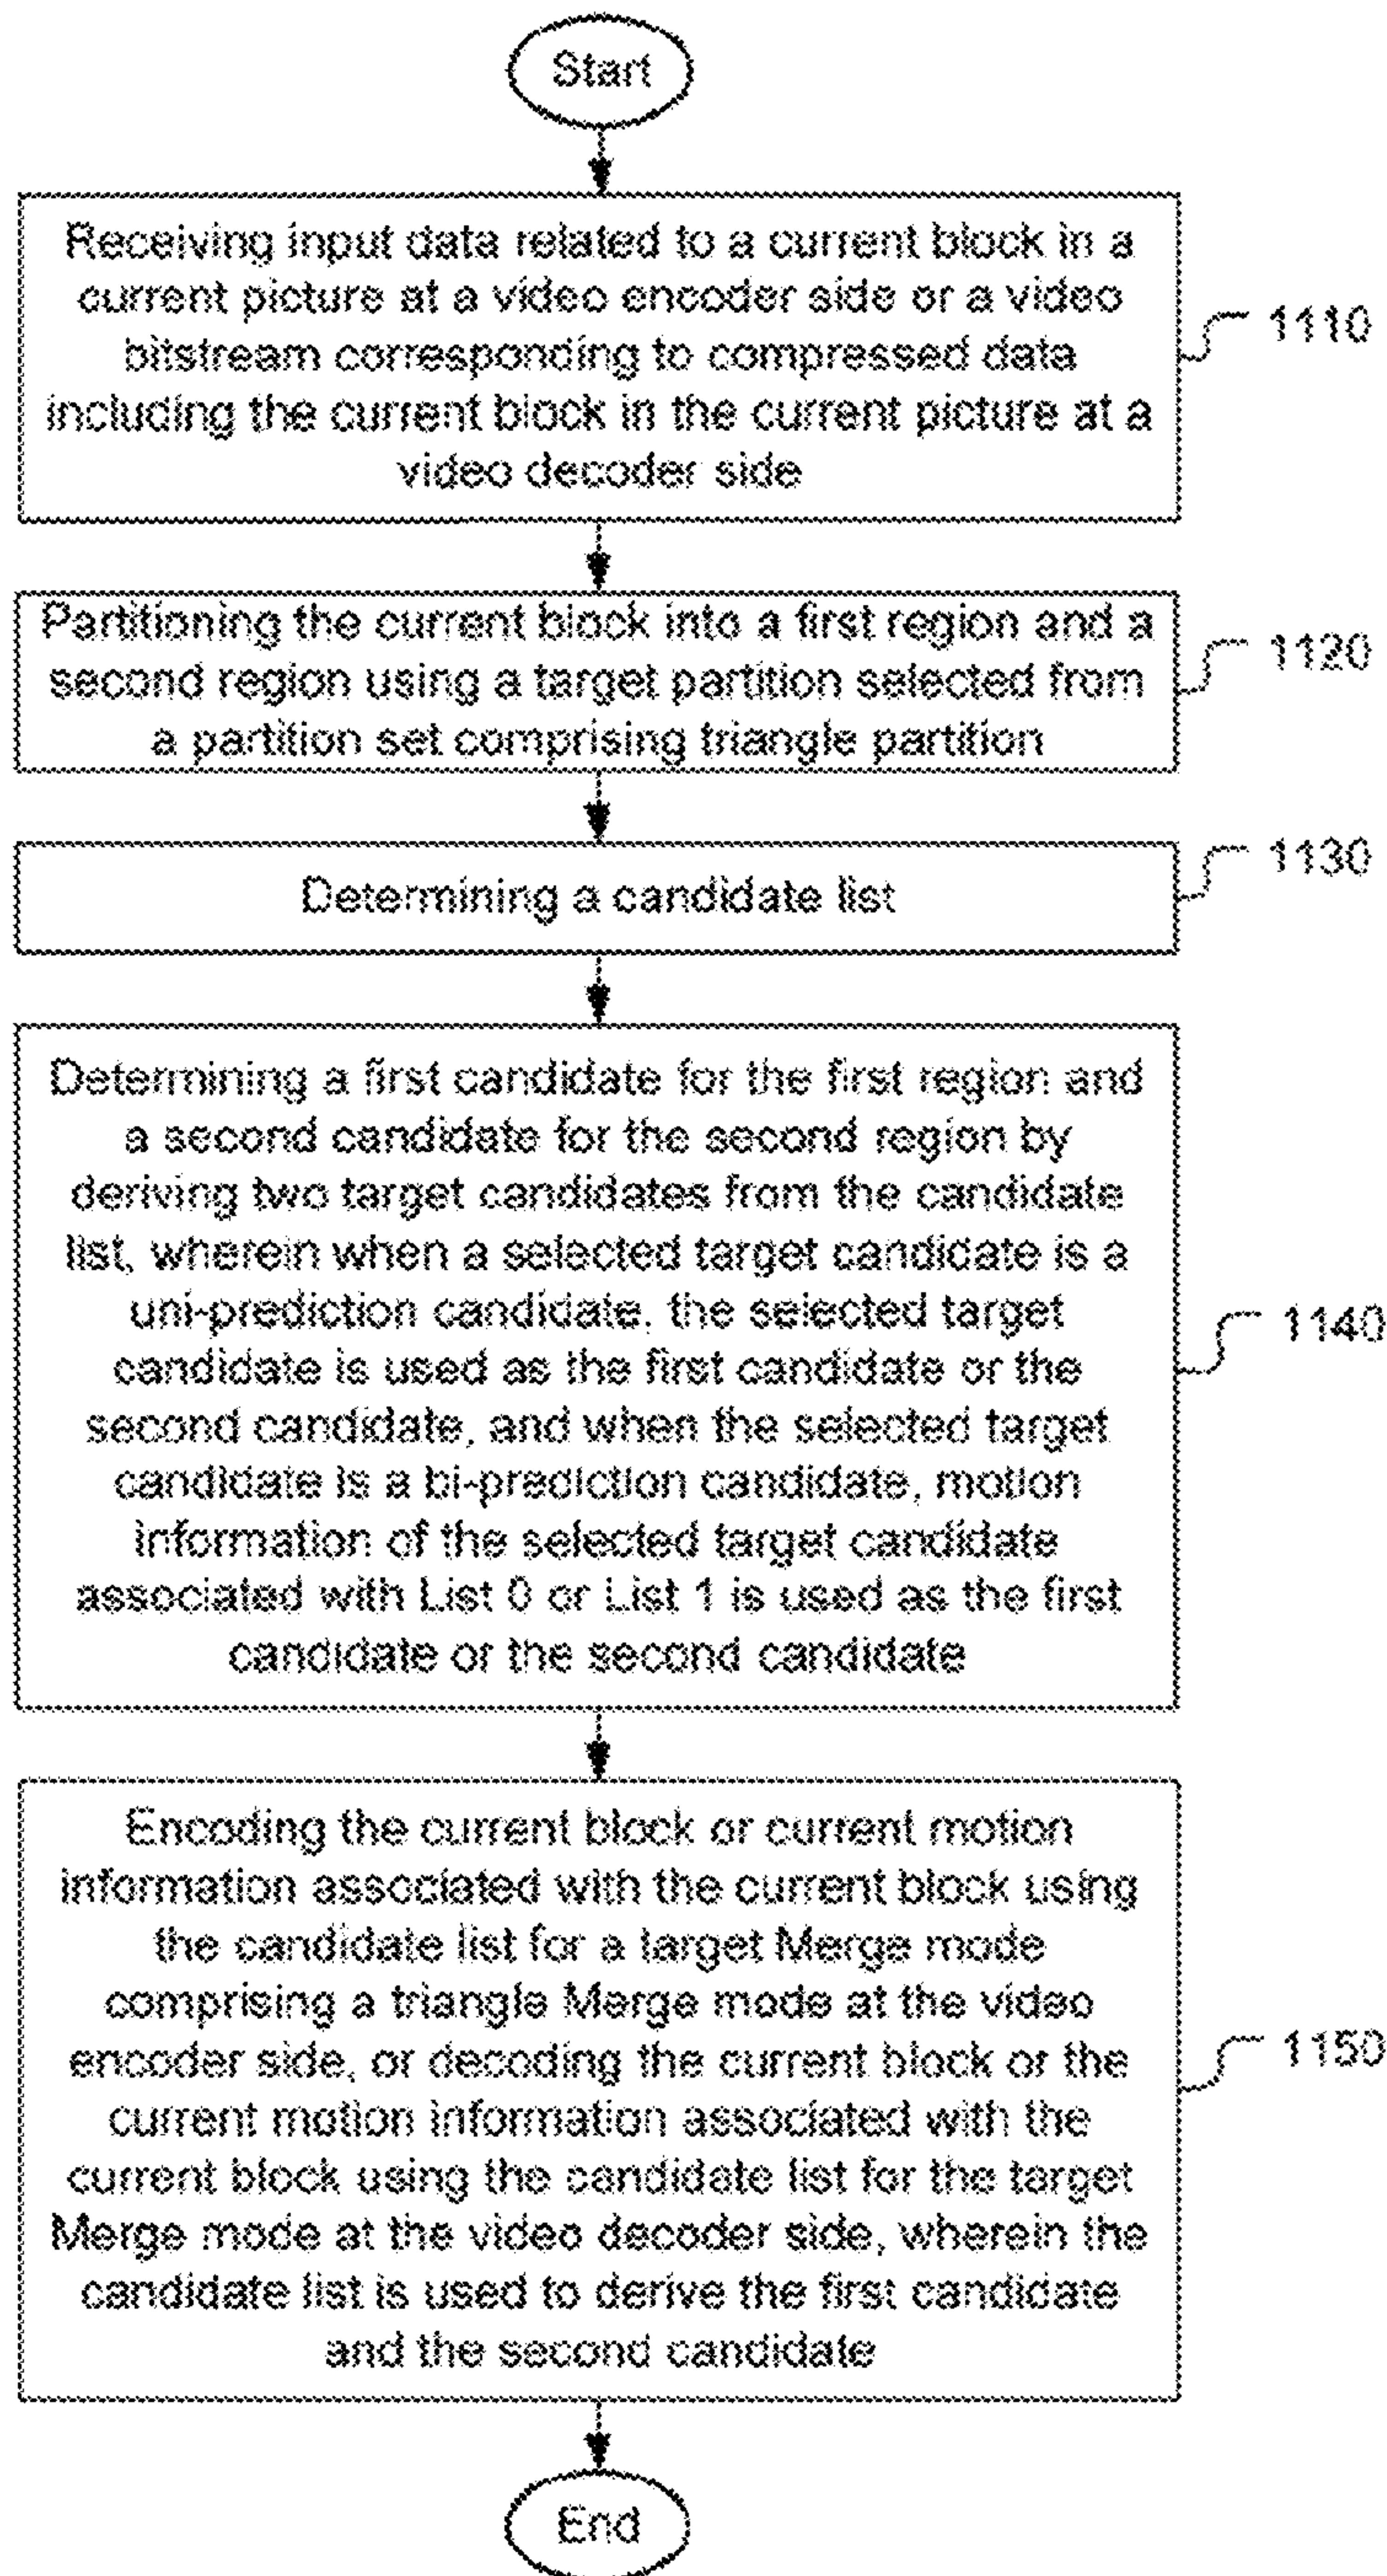 Start
Receiving input data related to a current block in a
current picture at a video encoder side or a video
bitstream corresponding to compressed data
including the current block in the current picture at a
video decoder side
1110
Partitioning the current block into a first region and a
second region using a target partition selected from
a partition set comprising triangle partition
1120
Determining a candidate list
1130
Determining a first candidate for the first region and
a second candidate for the second region by
deriving two target candidates from the candidate
list, wherein when a selected target candidate is a
uni-prediction candidate, the selected target
candidate is used as the first candidate or the
second candidate, and when the selected target
candidate is a bi-prediction candidate, motion
information of the selected target candidate
associated with List 0 or List 1 is used as the first
candidate or the second candidate
1140
Encoding the current block or current motion
information associated with the current block using
the candidate list for a target Merge mode
comprising a triangle Merge mode at the video
encoder side, or decoding the current block or the
current motion information associated with the
current block using the candidate list for the target
Merge mode at the video decoder side, wherein the
candidate list is used to derive the first candidate
and the second candidate
1150
End